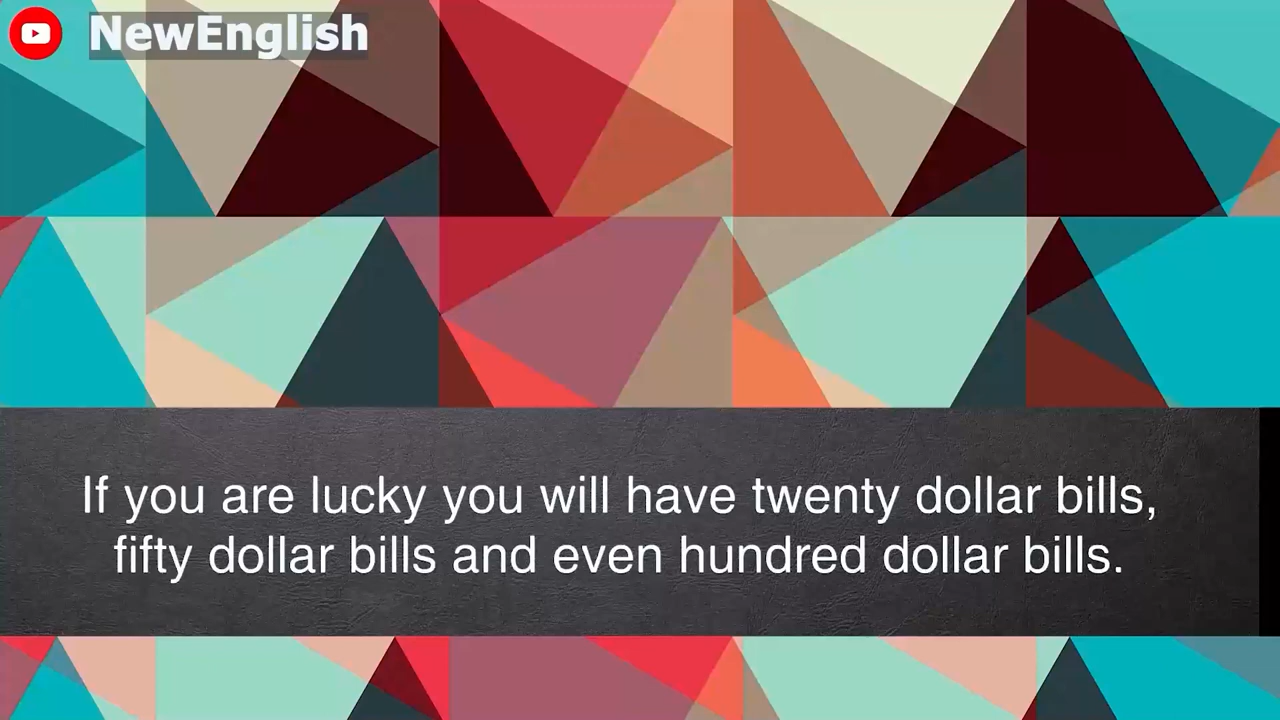 NewEnglish
If you are lucky you will have twenty dollar bills,
fifty dollar bills and even hundred dollar bills.